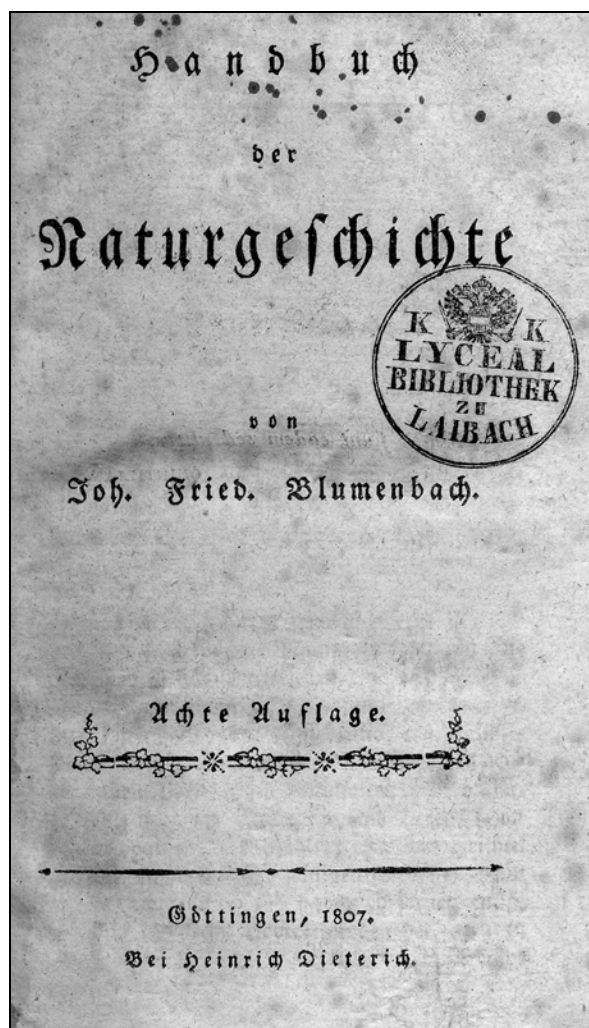 Handbuch
der
Naturgeſchichte
K K
LYCEAL
BIBLIOTHEK
ZU
LAIBACH
von
Joh. Fried. Blumenbach.
Achte Auflage.
Göttingen, 1807.
Bei Heinrich Dieterich.